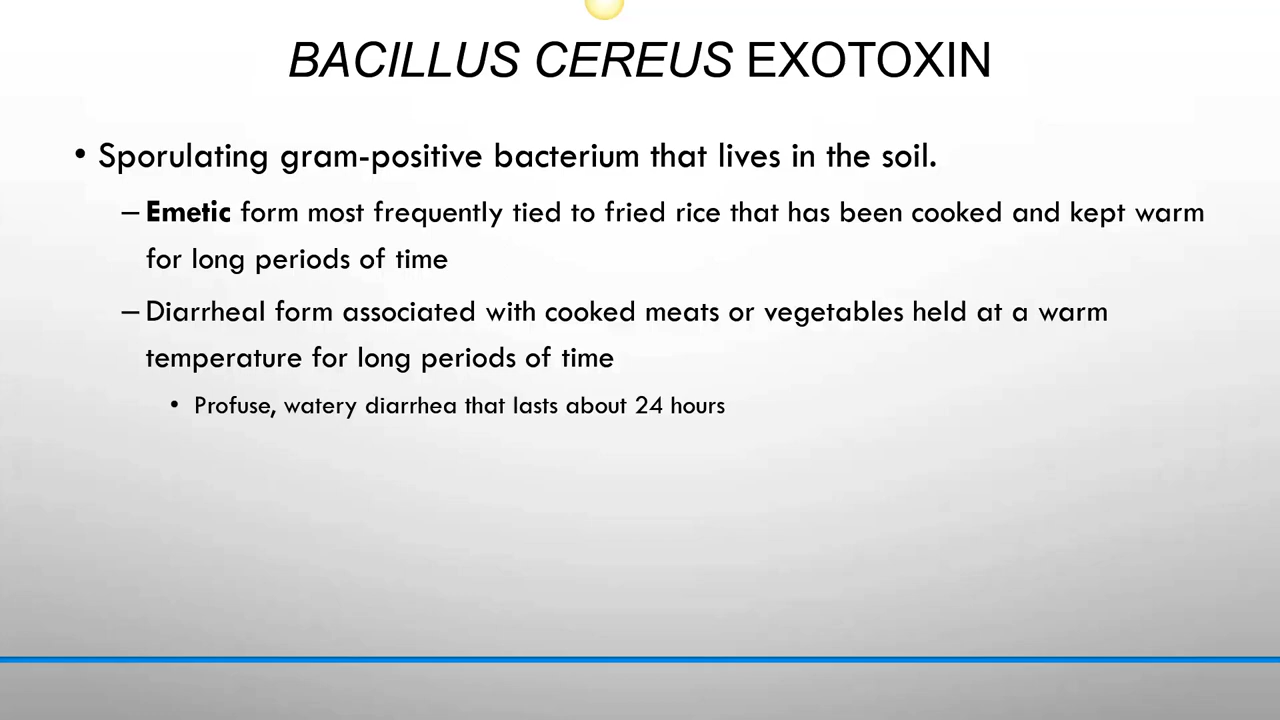 BACILLUS CEREUS EXOTOXIN
• Sporulating gram-positive bacterium that lives in the soil.
– Emetic form most frequently tied to fried rice that has been cooked and kept warm
for long periods of time
– Diarrheal form associated with cooked meats or vegetables held at a warm
temperature for long periods of time
• Profuse, watery diarrhea that lasts about 24 hours